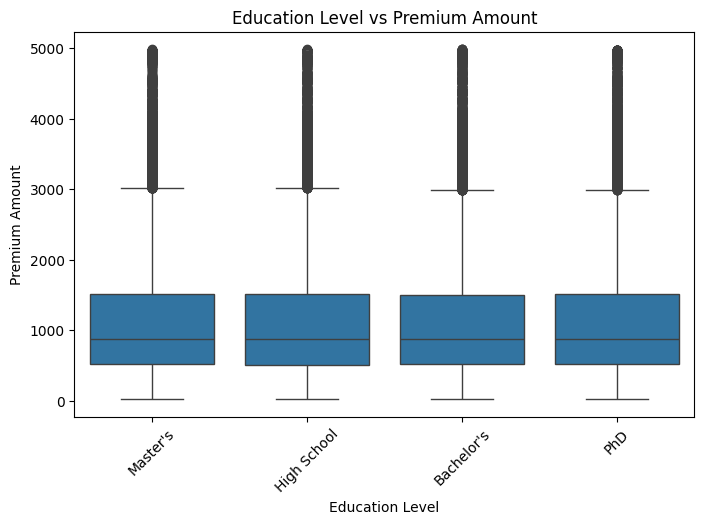 Education Level vs Premium Amount
5000
4000
3000
2000
1000
0
Premium Amount
Master's
High School
Bachelor's
PhD
Education Level